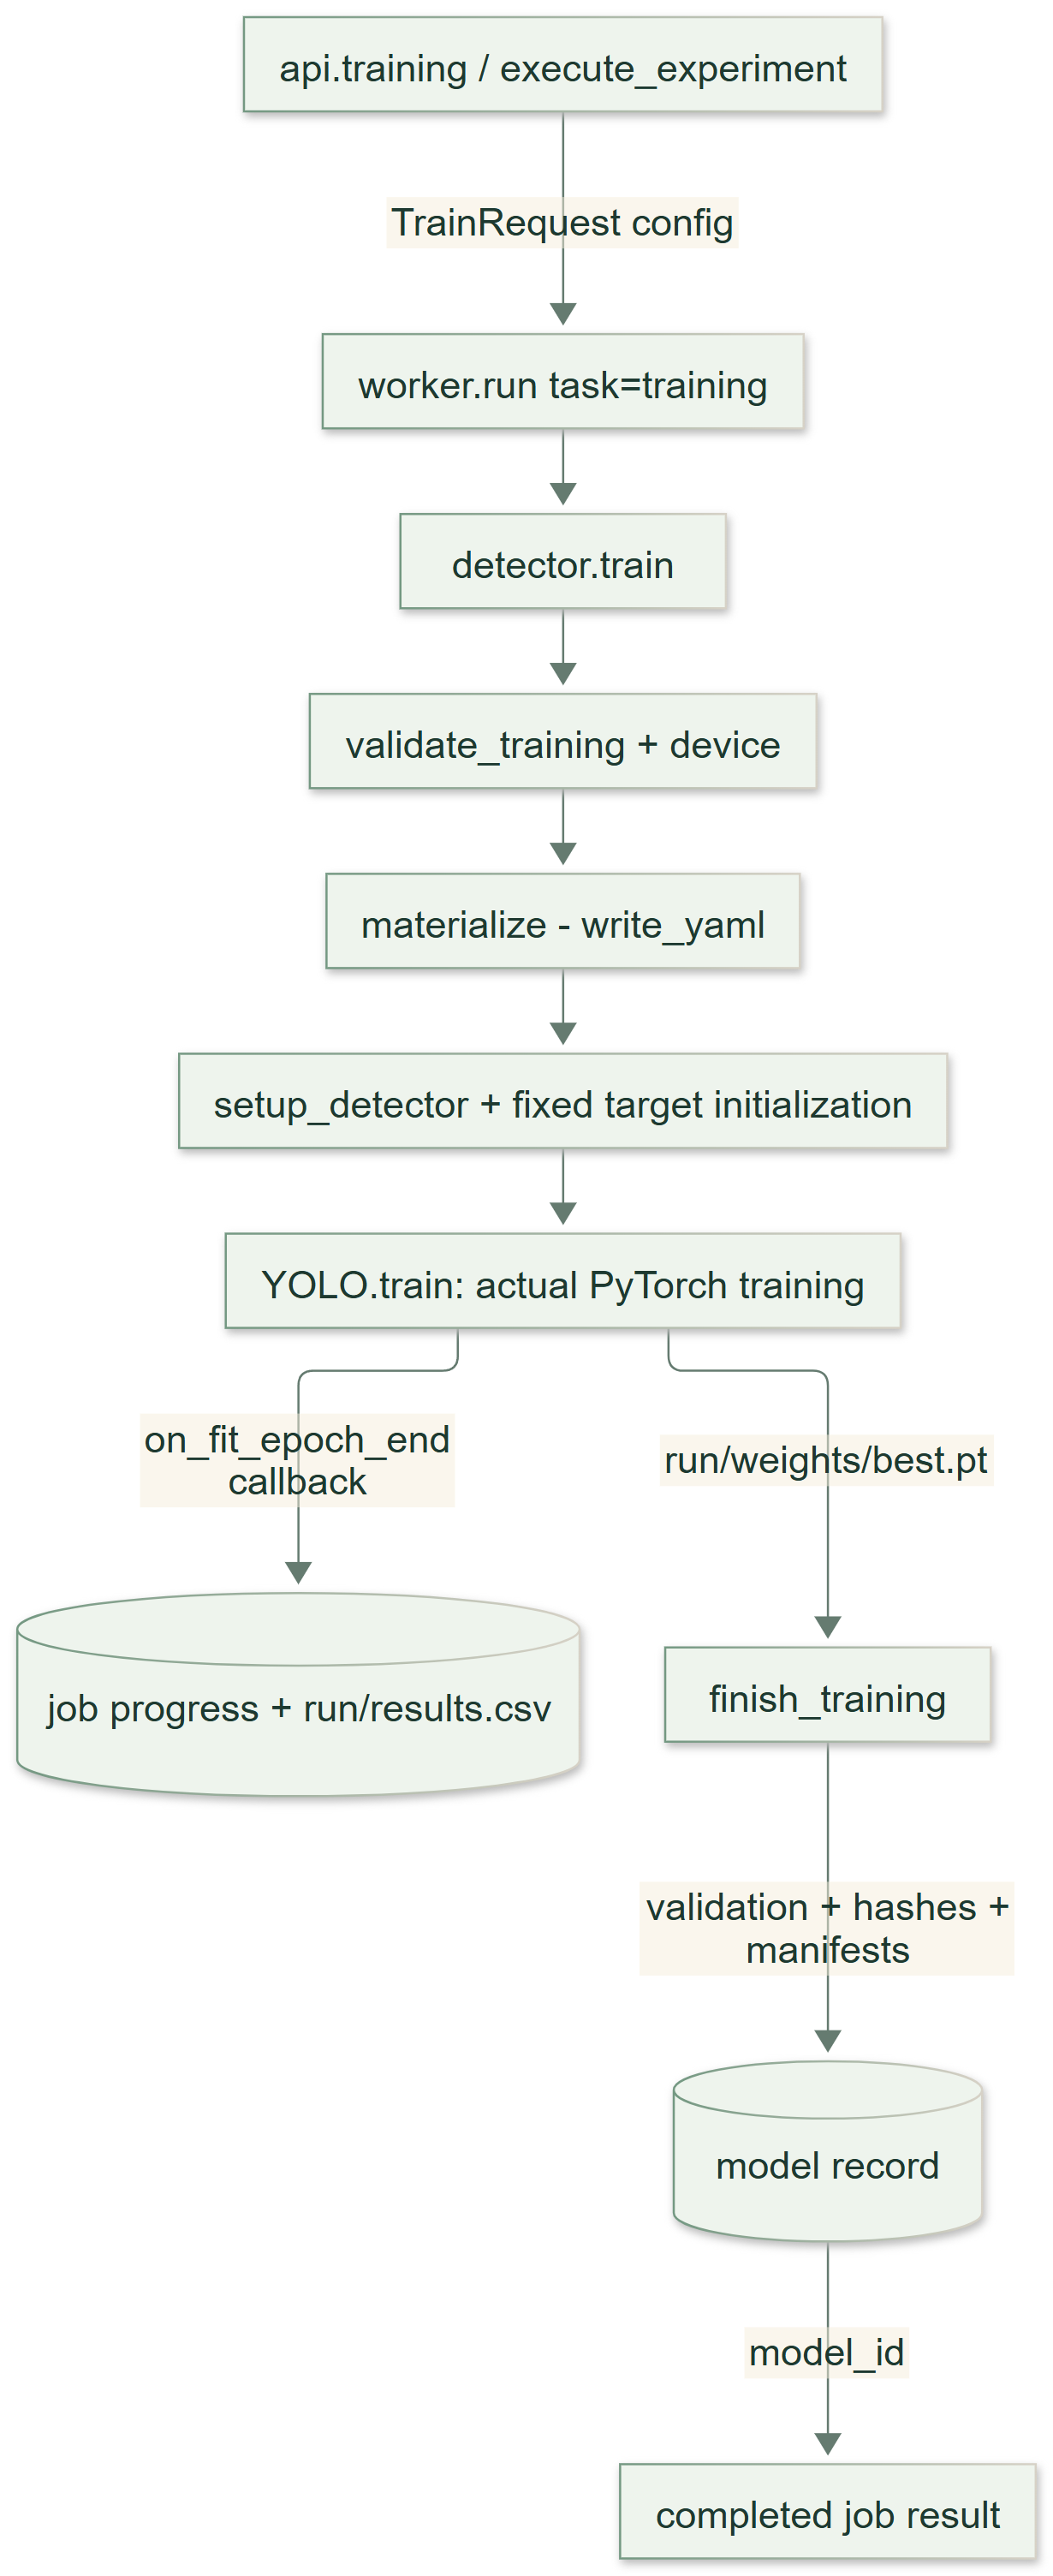 api.training / execute_experiment
TrainRequest config
worker.run task=training
detector.train
validate_training + device
materialize - write_yaml
setup_detector + fixed target initialization
YOLO.train: actual PyTorch training
on_fit_epoch_end
callback
run/weights/best.pt
job progress + run/results.csv
finish_training
validation + hashes +
manifests
model record
model_id
completed job result